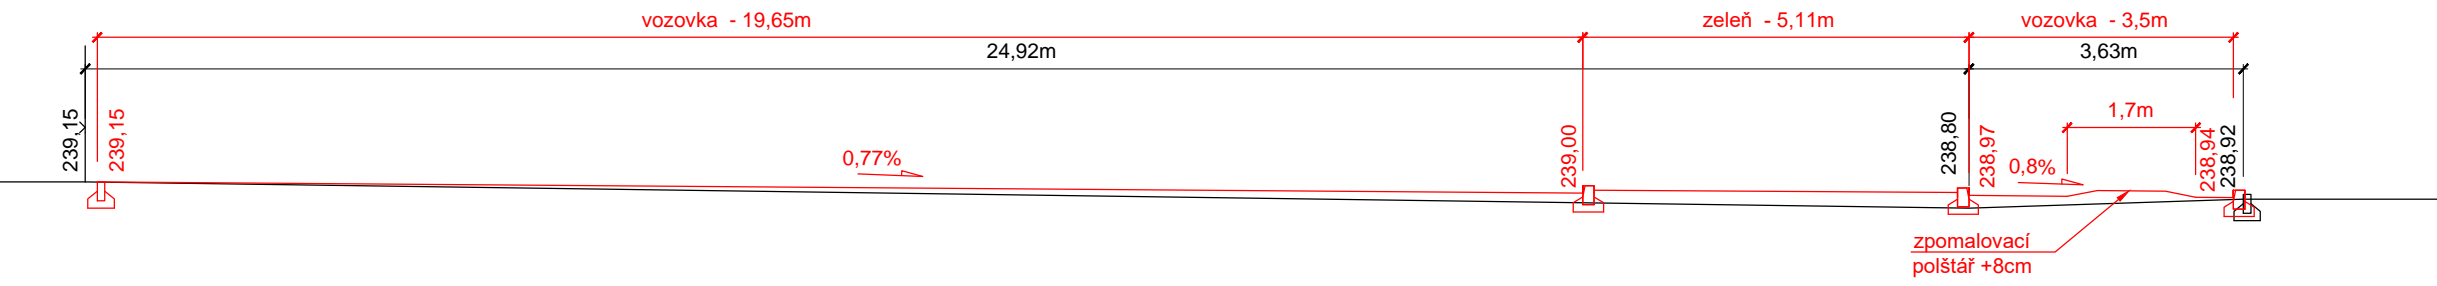 vozovka - 19,65m
zeleň - 5,11m
vozovka - 3,5m
24,92m
3,63m
1,7m
239,15
239,15
0,77%
239,00
238,80
238,97
0,8%
238,94
238,92
zpomalovací
polštář +8cm